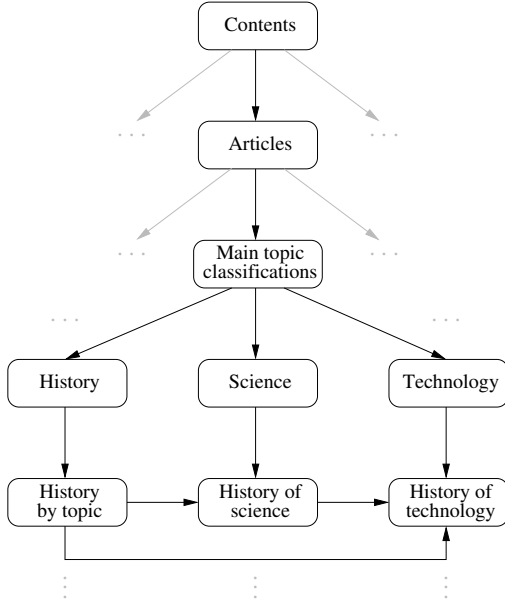 Contents
. . .
. . .
Articles
. . .
. . .
Main topic
classifications
. . .
. . .
History
Science
Technology
History
by topic
History of
science
History of
technology